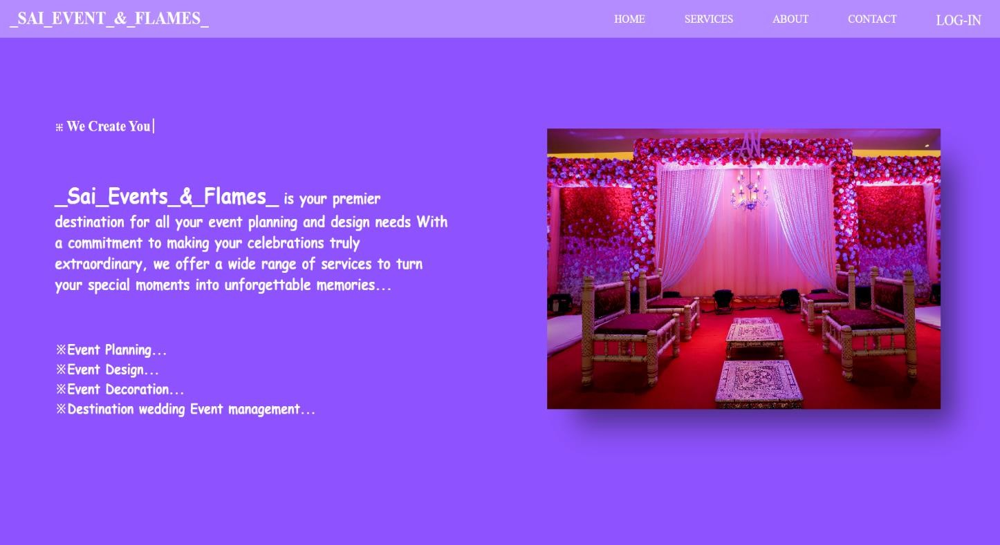 _SAI_EVENT_&_FLAMES_
HOME SERVICES ABOUT CONTACT LOG-IN
⁜ We Create You|
_Sai_Events_&_Flames_ is your premier
destination for all your event planning and design needs With
a commitment to making your celebrations truly
extraordinary, we offer a wide range of services to turn
your special moments into unforgettable memories...
※Event Planning...
※Event Design...
※Event Decoration...
※Destination wedding Event management...
AN